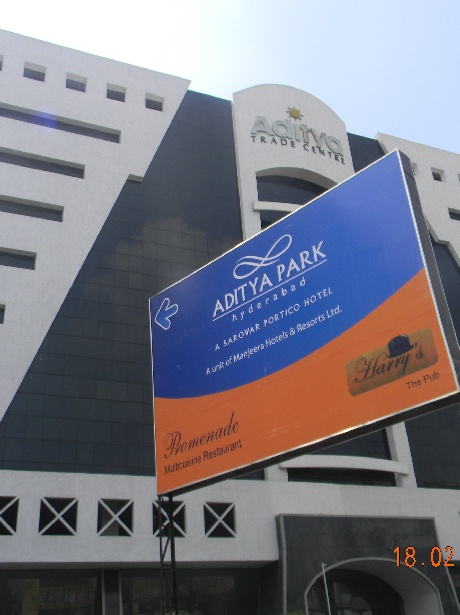 Aditya
TRADE CENTRE
ADITYA PARK
hyderabad
A SAROVAR PORTICO HOTEL
A unit of Manjeera Hotels & Resorts Ltd.
Harry's
The Pub
Promenade
Multicuisine Restaurant
18.02